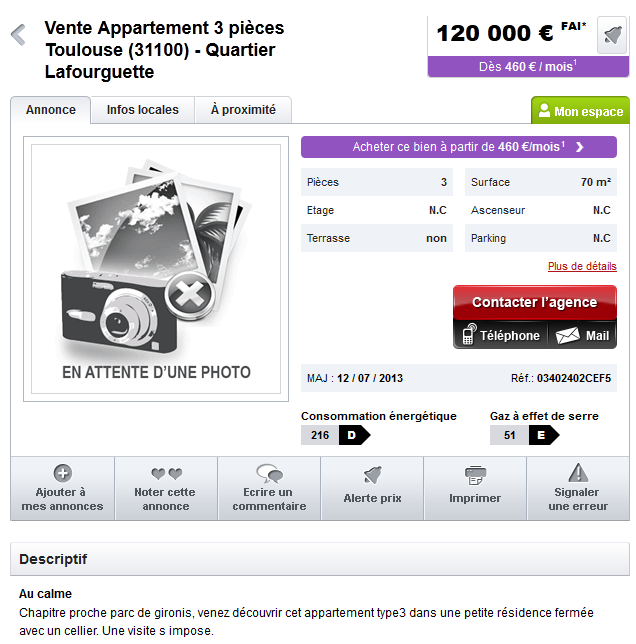 Vente Appartement 3 pièces
Toulouse (31100) - Quartier
Lafourguette
120 000 € FAI*
Dès 460 € / mois¹
Annonce
Infos locales
À proximité
Mon espace
EN ATTENTE D'UNE PHOTO
Acheter ce bien à partir de 460 €/mois¹
Pièces 3
Surface 70 m²
Etage N.C
Ascenseur N.C
Terrasse non
Parking N.C
Plus de détails
Contacter l'agence
Téléphone
Mail
MAJ : 12 / 07 / 2013
Réf.: 03402402CEF5
Consommation énergétique
216 D
Gaz à effet de serre
51 E
Ajouter à
mes annonces
Noter cette
annonce
Ecrire un
commentaire
Alerte prix
Imprimer
Signaler
une erreur
Descriptif
Au calme
Chapitre proche parc de gironis, venez découvrir cet appartement type3 dans une petite résidence fermée
avec un cellier. Une visite s impose.